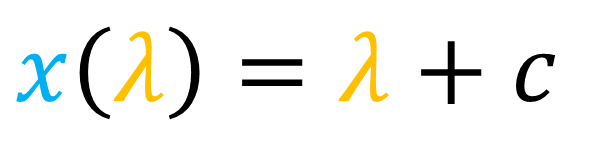 x(λ) = λ + c